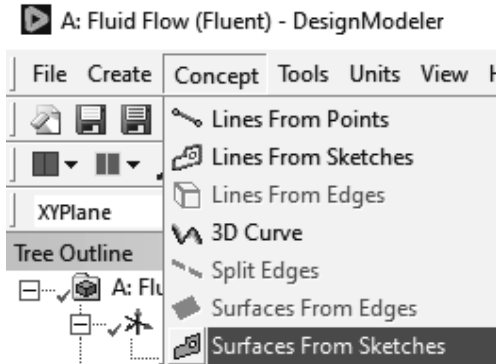 A: Fluid Flow (Fluent) - DesignModeler
File Create Concept Tools Units View
Lines From Points
Lines From Sketches
Lines From Edges
XYPlane
3D Curve
Tree Outline
Split Edges
A: Flu
Surfaces From Edges
Surfaces From Sketches